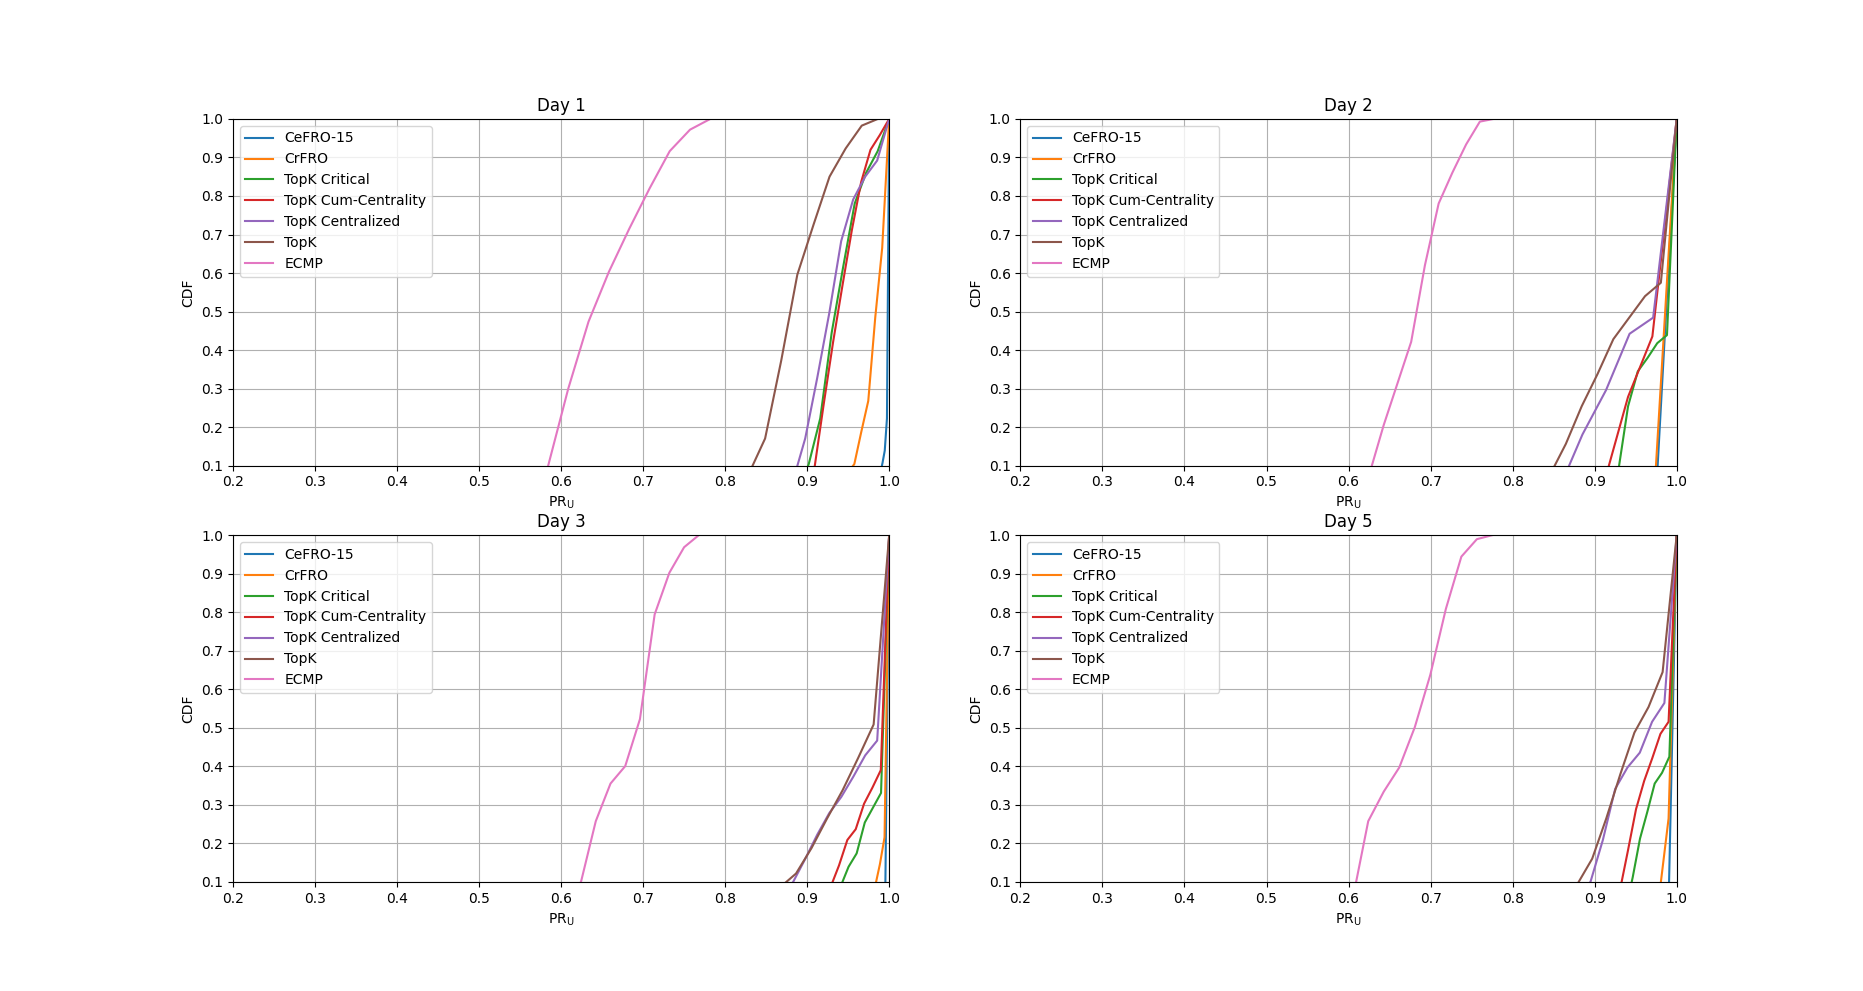 Day 1
1.0
0.9
0.8
0.7
0.6
0.5
0.4
0.3
0.2
0.1
CDF
CeFRO-15
CrFRO
TopK Critical
TopK Cum-Centrality
TopK Centralized
TopK
ECMP
0.2 0.3 0.4 0.5 0.6 0.7 0.8 0.9 1.0
PR_U
Day 2
1.0
0.9
0.8
0.7
0.6
0.5
0.4
0.3
0.2
0.1
CDF
CeFRO-15
CrFRO
TopK Critical
TopK Cum-Centrality
TopK Centralized
TopK
ECMP
0.2 0.3 0.4 0.5 0.6 0.7 0.8 0.9 1.0
PR_U
Day 3
1.0
0.9
0.8
0.7
0.6
0.5
0.4
0.3
0.2
0.1
CDF
CeFRO-15
CrFRO
TopK Critical
TopK Cum-Centrality
TopK Centralized
TopK
ECMP
0.2 0.3 0.4 0.5 0.6 0.7 0.8 0.9 1.0
PR_U
Day 5
1.0
0.9
0.8
0.7
0.6
0.5
0.4
0.3
0.2
0.1
CDF
CeFRO-15
CrFRO
TopK Critical
TopK Cum-Centrality
TopK Centralized
TopK
ECMP
0.2 0.3 0.4 0.5 0.6 0.7 0.8 0.9 1.0
PR_U